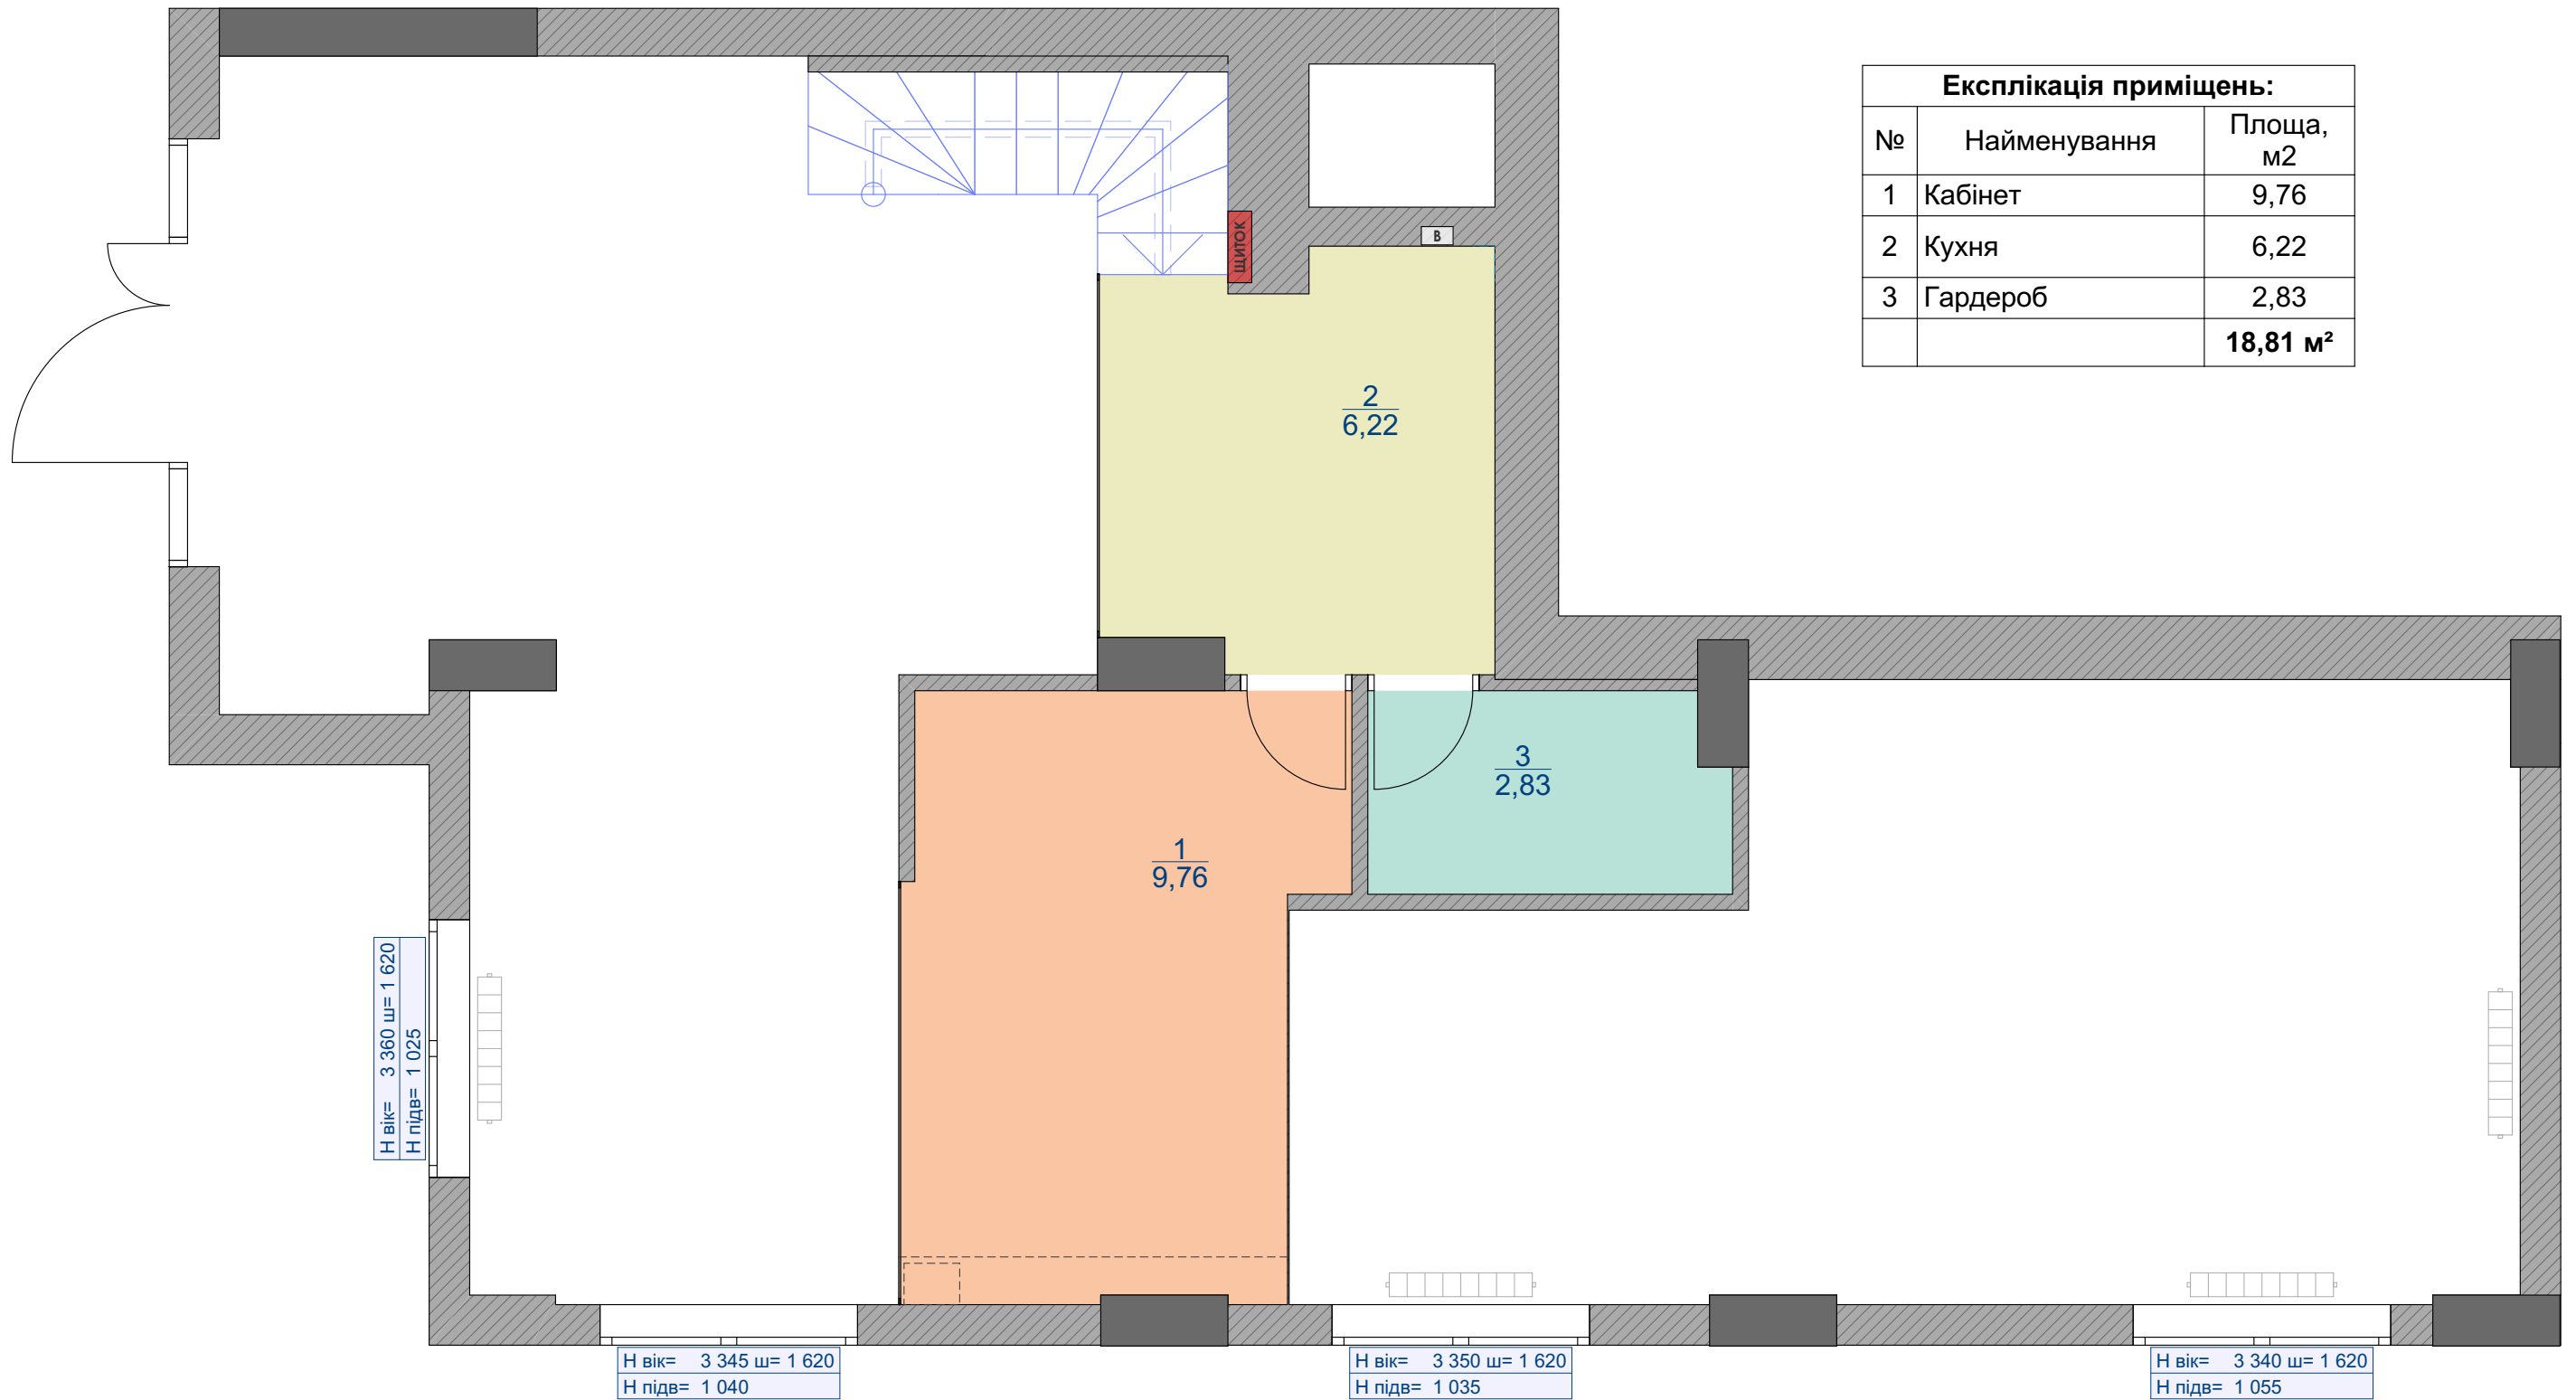 Експлікація приміщень:
№ Найменування Площа, м2
1 Кабінет 9,76
2 Кухня 6,22
3 Гардероб 2,83
18,81 м²
ЩИТОК
В
2
6,22
3
2,83
1
9,76
Н вік= 3 360 ш= 1 620
Н підв= 1 025
Н вік= 3 345 ш= 1 620
Н підв= 1 040
Н вік= 3 350 ш= 1 620
Н підв= 1 035
Н вік= 3 340 ш= 1 620
Н підв= 1 055